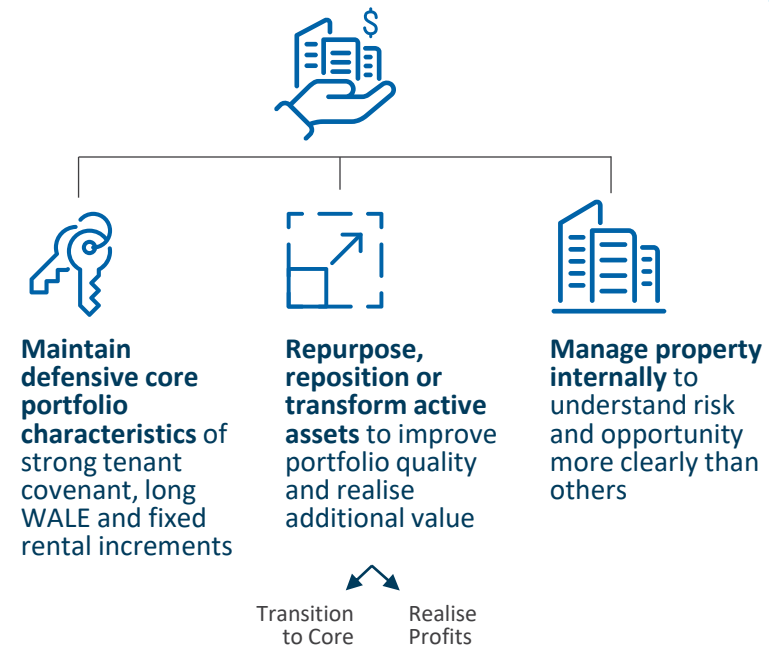 $
Maintain
defensive core
portfolio
characteristics of
strong tenant
covenant, long
WALE and fixed
rental increments
Repurpose,
reposition or
transform active
assets to improve
portfolio quality
and realise
additional value
Transition
to Core
Realise
Profits
Manage property
internally to
understand risk
and opportunity
more clearly than
others